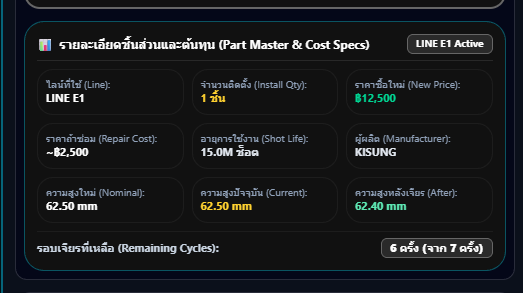 รายละเอียดชิ้นส่วนและต้นทุน (Part Master & Cost Specs)
LINE E1 Active
ไลน์ที่ใช้ (Line):
LINE E1
จำนวนติดตั้ง (Install Qty):
1 ชิ้น
ราคาซื้อใหม่ (New Price):
฿12,500
ราคาค่าซ่อม (Repair Cost):
~฿2,500
อายุการใช้งาน (Shot Life):
15.0M ช็อต
ผู้ผลิต (Manufacturer):
KISUNG
ความสูงใหม่ (Nominal):
62.50 mm
ความสูงปัจจุบัน (Current):
62.50 mm
ความสูงหลังเจียร (After):
62.40 mm
รอบเจียรที่เหลือ (Remaining Cycles):
6 ครั้ง (จาก 7 ครั้ง)